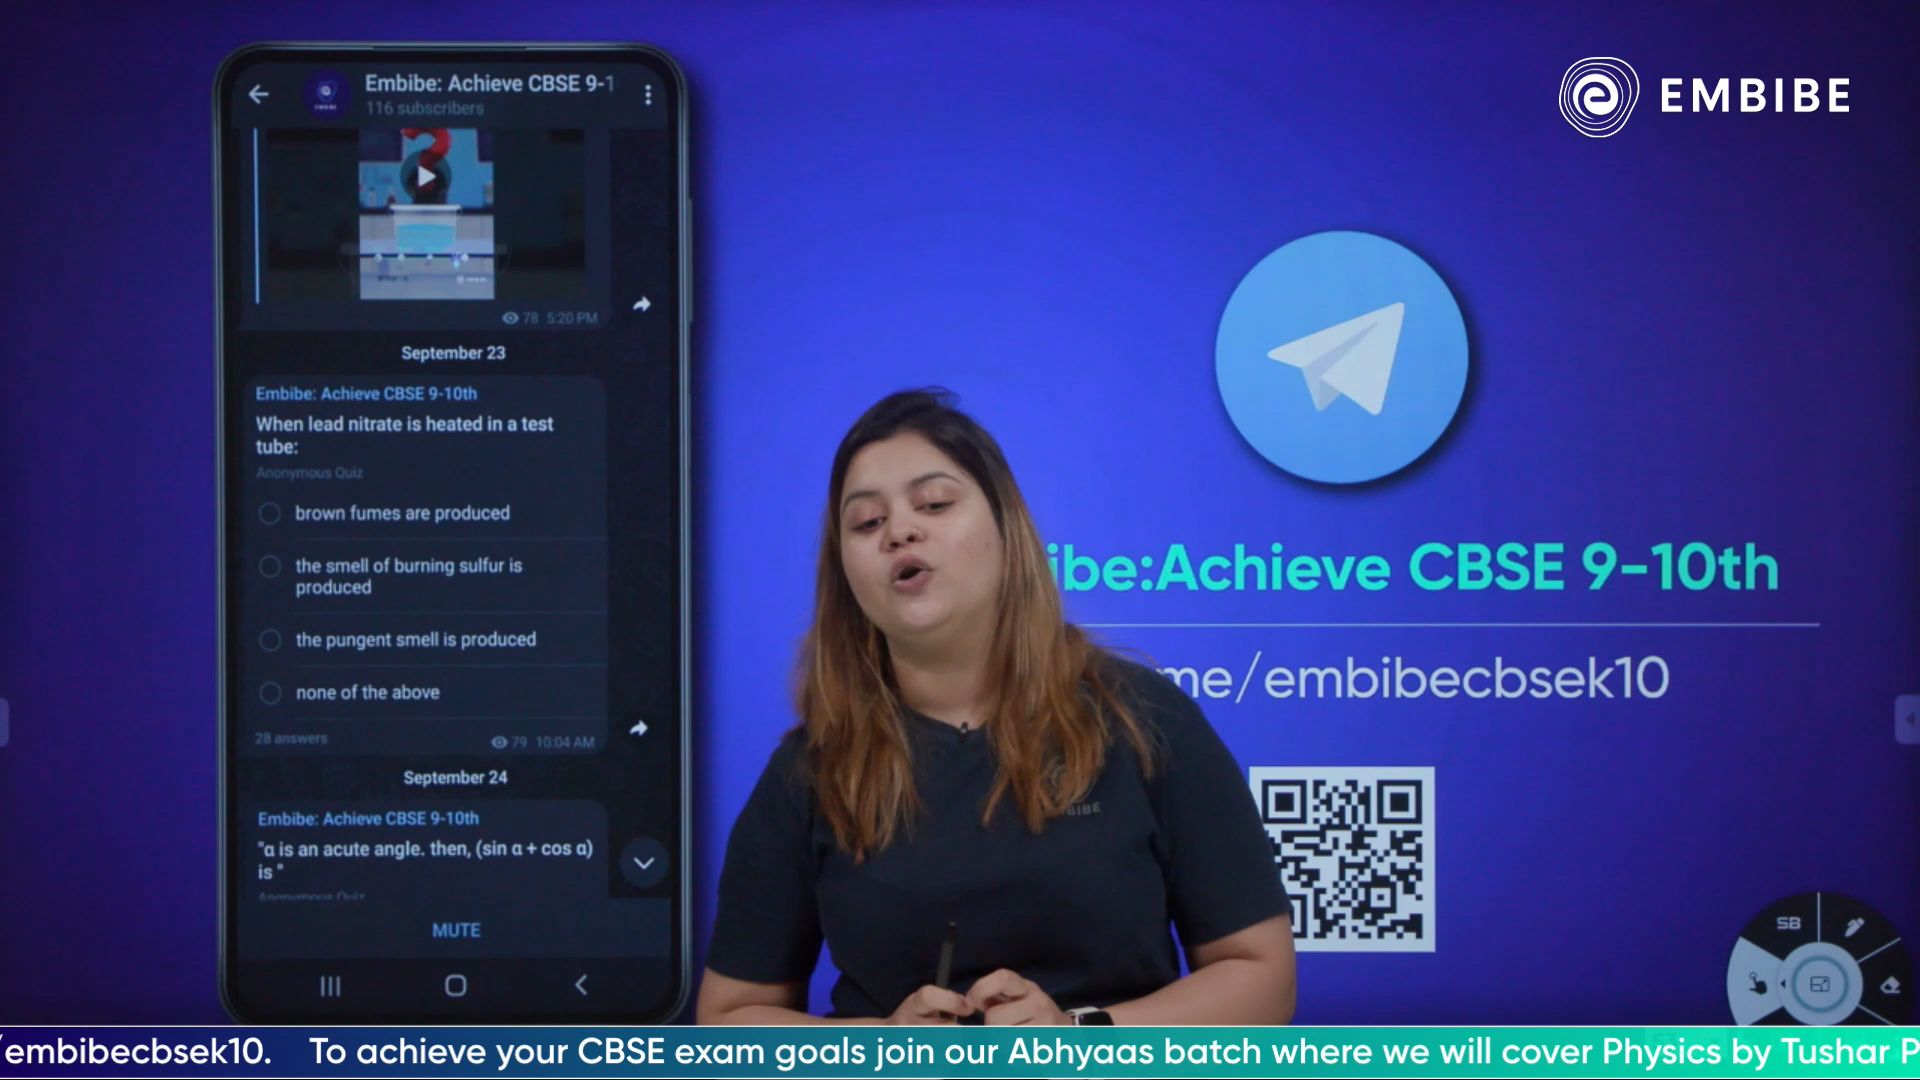 Embibe: Achieve CBSE 9-1
116 subscribers
78 5:20 PM
September 23
Embibe: Achieve CBSE 9-10th
When lead nitrate is heated in a test
tube:
Anonymous Quiz
brown fumes are produced
the smell of burning sulfur is
produced
the pungent smell is produced
none of the above
28 answers
79 10:04 AM
September 24
Embibe: Achieve CBSE 9-10th
"α is an acute angle. then, (sin α + cos α)
is "
Anonymous Quiz
MUTE
EMBIBE
ibe:Achieve CBSE 9-10th
me/embibecbsek10
IBIBE
SB
/embibecbsek10. To achieve your CBSE exam goals join our Abhyaas batch where we will cover Physics by Tushar P